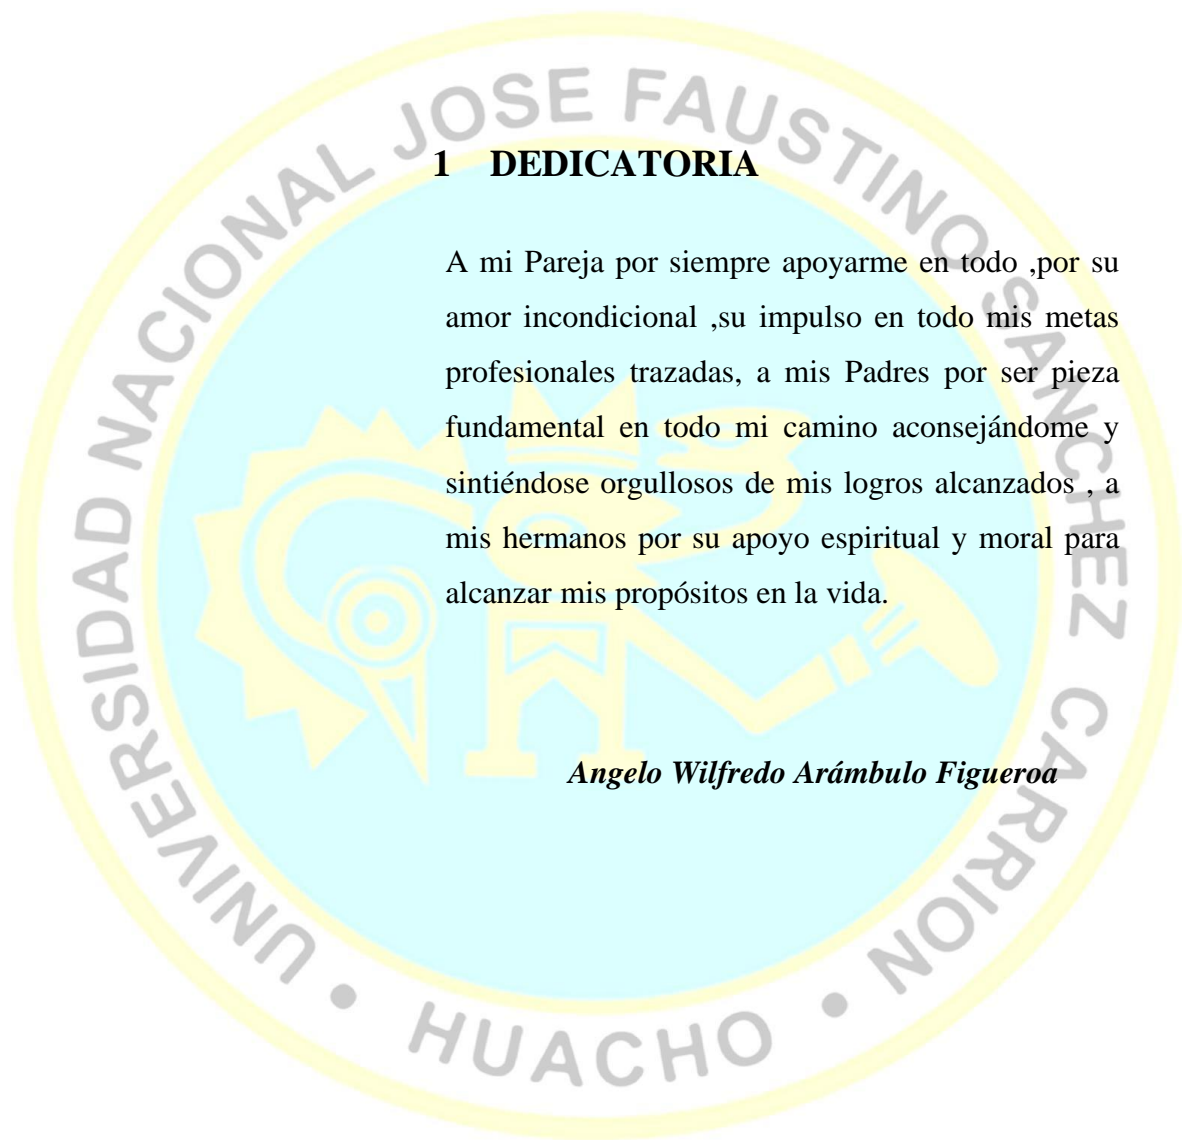 UNIVERSIDAD NACIONAL JOSE FAUSTINO SANCHEZ CARRION
1 DEDICATORIA
A mi Pareja por siempre apoyarme en todo ,por su
amor incondicional ,su impulso en todo mis metas
profesionales trazadas, a mis Padres por ser pieza
fundamental en todo mi camino aconsejándome y
sintiéndose orgullosos de mis logros alcanzados , a
mis hermanos por su apoyo espiritual y moral para
alcanzar mis propósitos en la vida.
Angelo Wilfredo Arámbulo Figueroa
• HUACHO •